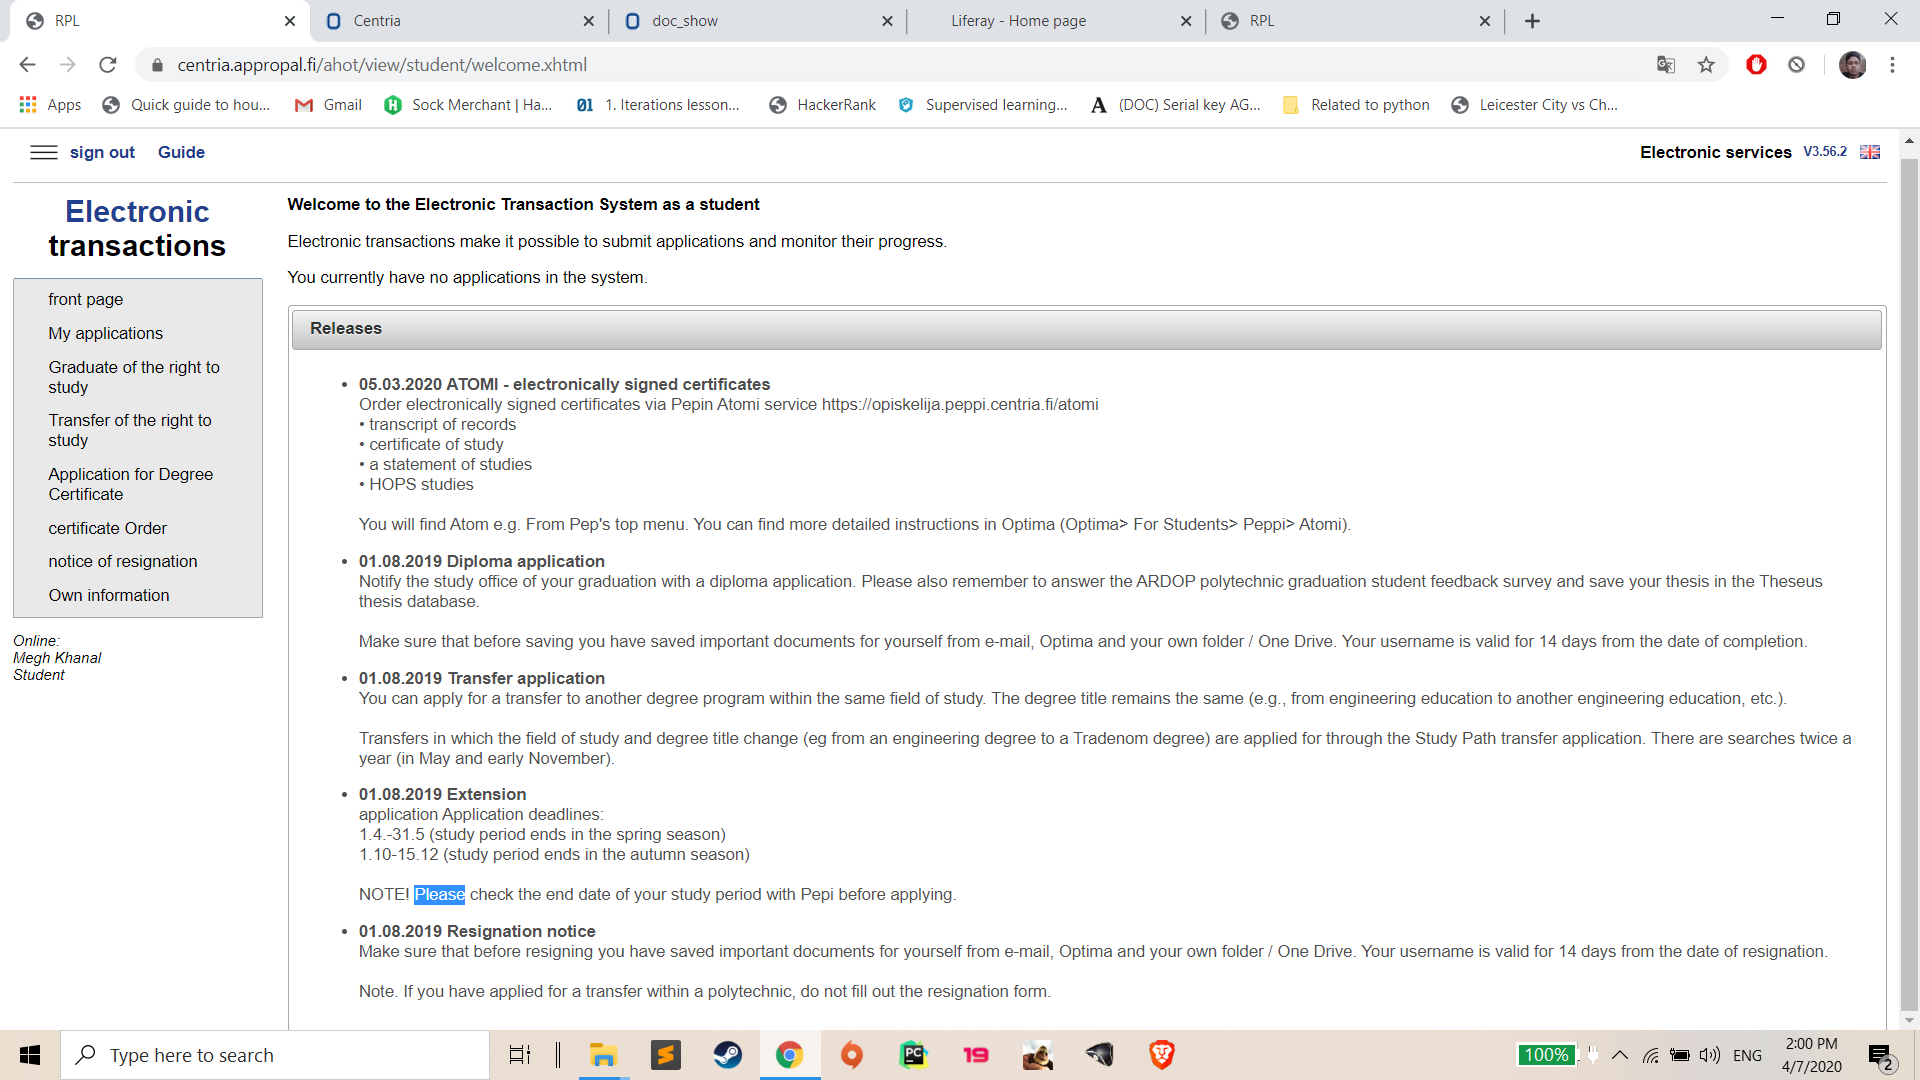 RPL
Centria
doc_show
Liferay - Home page
RPL
centria.appropal.fi/ahot/view/student/welcome.xhtml
Apps
Quick guide to hou...
Gmail
Sock Merchant | Ha...
1. Iterations lesson...
HackerRank
Supervised learning...
(DOC) Serial key AG...
Related to python
Leicester City vs Ch...
sign out Guide
Electronic services V3.56.2
Electronic
transactions
front page
My applications
Graduate of the right to
study
Transfer of the right to
study
Application for Degree
Certificate
certificate Order
notice of resignation
Own information
Online:
Megh Khanal
Student
Welcome to the Electronic Transaction System as a student
Electronic transactions make it possible to submit applications and monitor their progress.
You currently have no applications in the system.
Releases
• 05.03.2020 ATOMI - electronically signed certificates
Order electronically signed certificates via Pepin Atomi service https://opiskelija.peppi.centria.fi/atomi
• transcript of records
• certificate of study
• a statement of studies
• HOPS studies
You will find Atom e.g. From Pep's top menu. You can find more detailed instructions in Optima (Optima> For Students> Peppi> Atomi).
• 01.08.2019 Diploma application
Notify the study office of your graduation with a diploma application. Please also remember to answer the ARDOP polytechnic graduation student feedback survey and save your thesis in the Theseus
thesis database.
Make sure that before saving you have saved important documents for yourself from e-mail, Optima and your own folder / One Drive. Your username is valid for 14 days from the date of completion.
• 01.08.2019 Transfer application
You can apply for a transfer to another degree program within the same field of study. The degree title remains the same (e.g., from engineering education to another engineering education, etc.).
Transfers in which the field of study and degree title change (eg from an engineering degree to a Tradenom degree) are applied for through the Study Path transfer application. There are searches twice a
year (in May and early November).
• 01.08.2019 Extension
application Application deadlines:
1.4.-31.5 (study period ends in the spring season)
1.10-15.12 (study period ends in the autumn season)
NOTE! Please check the end date of your study period with Pepi before applying.
• 01.08.2019 Resignation notice
Make sure that before resigning you have saved important documents for yourself from e-mail, Optima and your own folder / One Drive. Your username is valid for 14 days from the date of resignation.
Note. If you have applied for a transfer within a polytechnic, do not fill out the resignation form.
Type here to search
PC
19
100%
ENG
2:00 PM
4/7/2020
2